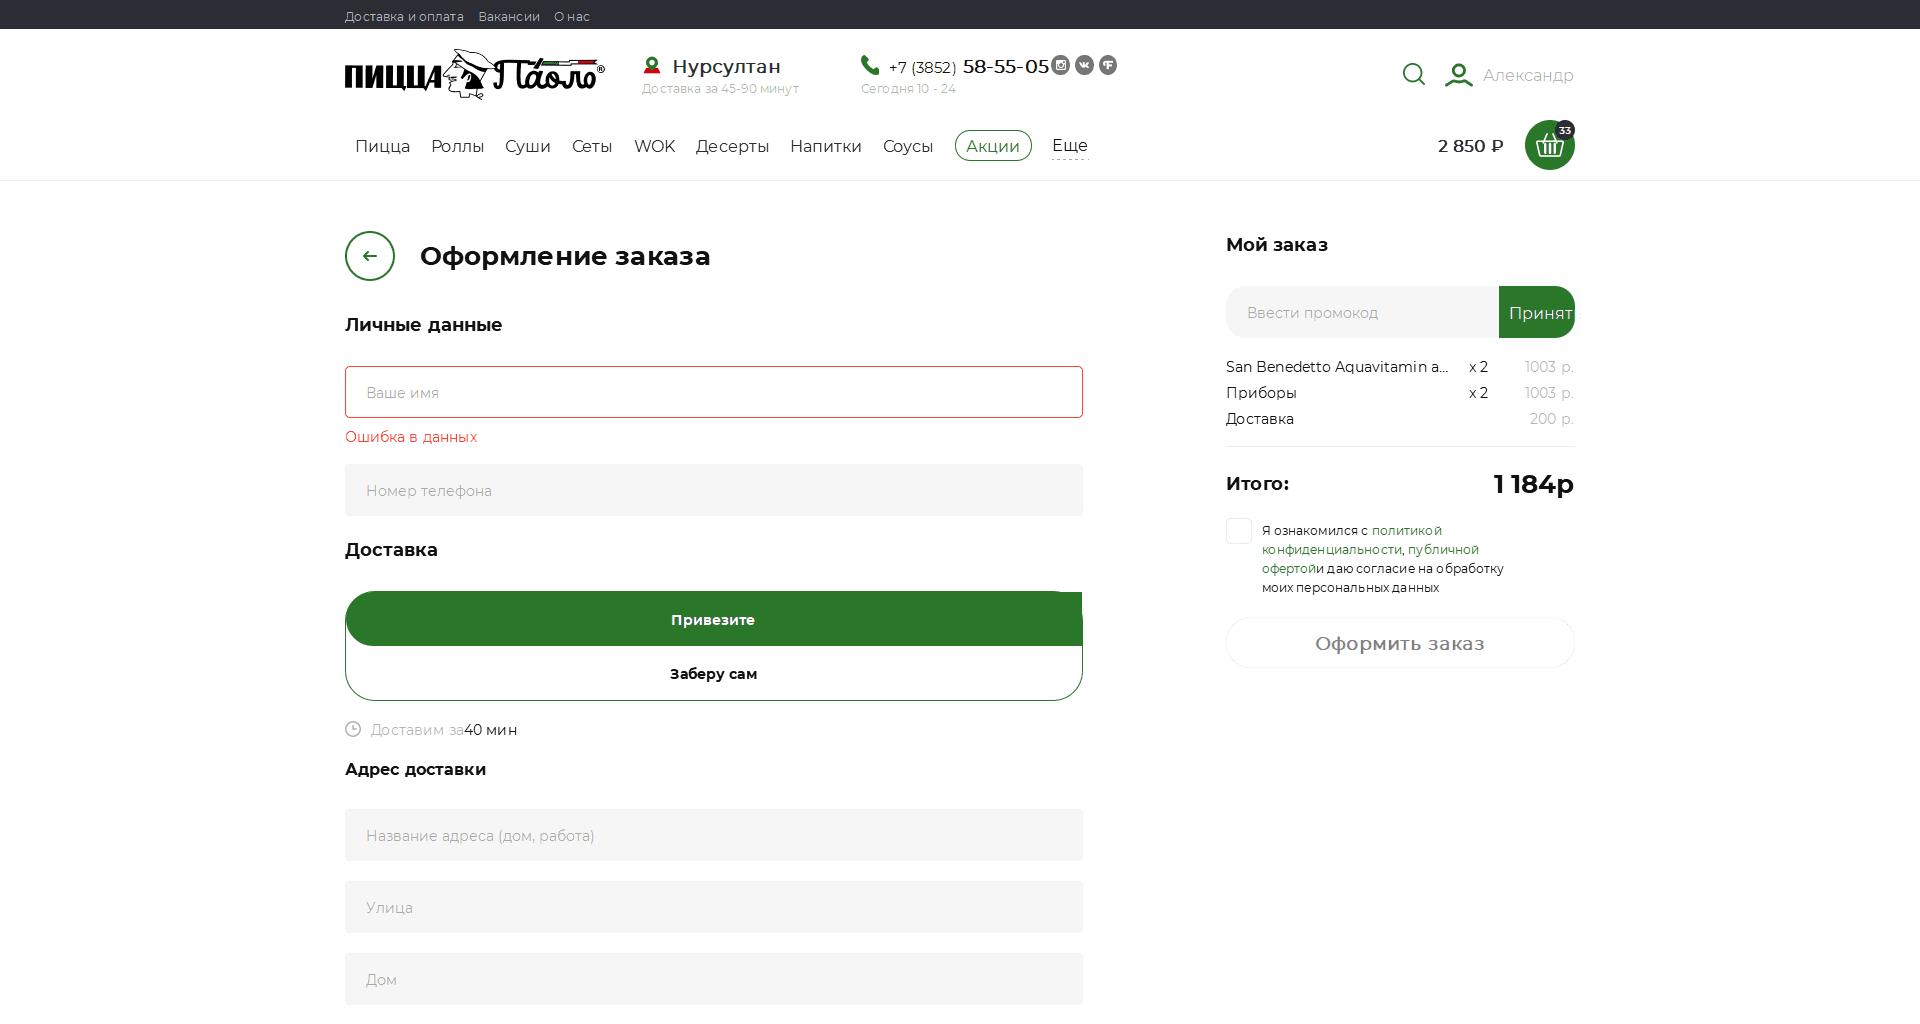 Доставка и оплата Вакансии О нас
ПИЦЦА Паоло®
Нурсултан
Доставка за 45-90 минут
+7 (3852) 58-55-05
Сегодня 10 - 24
Александр
Пицца Роллы Суши Сеты WOK Десерты Напитки Соусы Акции Еще
2 850 ₽
33
Оформление заказа
Личные данные
Ваше имя
Ошибка в данных
Номер телефона
Доставка
Привезите
Заберу сам
Доставим за40 мин
Адрес доставки
Название адреса (дом, работа)
Улица
Дом
Мой заказ
Ввести промокод
Принят
San Benedetto Aquavitamin a... x 2 1003 р.
Приборы x 2 1003 р.
Доставка 200 р.
Итого: 1 184р
Я ознакомился с политикой
конфиденциальности, публичной
офертойи даю согласие на обработку
моих персональных данных
Оформить заказ